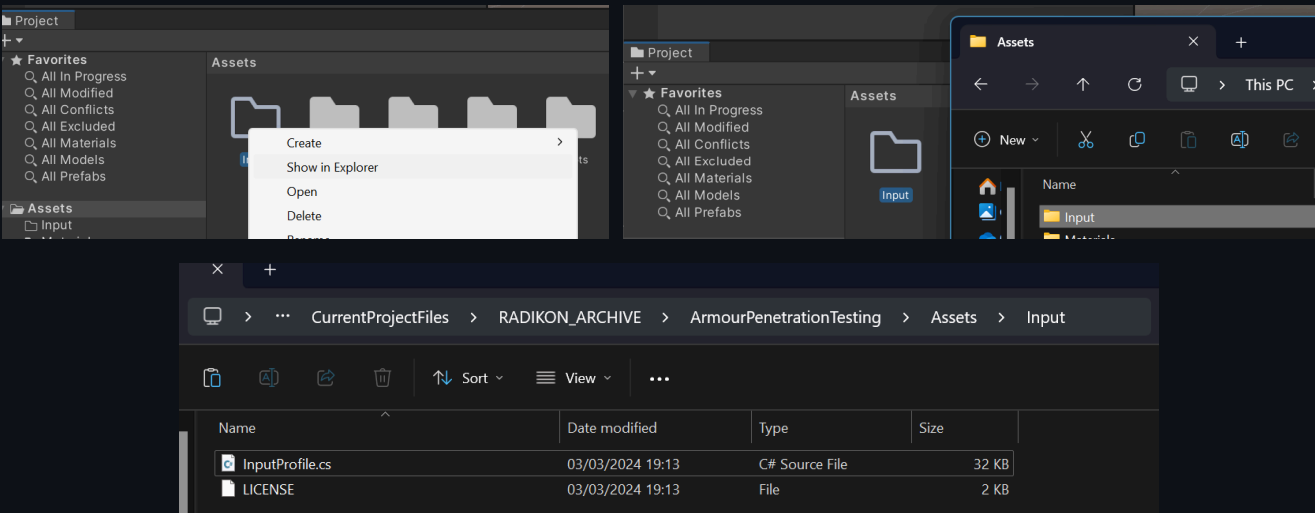 Project
Favorites
All In Progress
All Modified
All Conflicts
All Excluded
All Materials
All Models
All Prefabs
Assets
Input
Assets
Create
Show in Explorer
Open
Delete
Rename
Project
Favorites
All In Progress
All Modified
All Conflicts
All Excluded
All Materials
All Models
All Prefabs
Assets
Input
Assets
This PC
New
Name
Input
Materials
CurrentProjectFiles > RADIKON_ARCHIVE > ArmourPenetrationTesting > Assets > Input
Sort
View
Name Date modified Type Size
InputProfile.cs 03/03/2024 19:13 C# Source File 32 KB
LICENSE 03/03/2024 19:13 File 2 KB